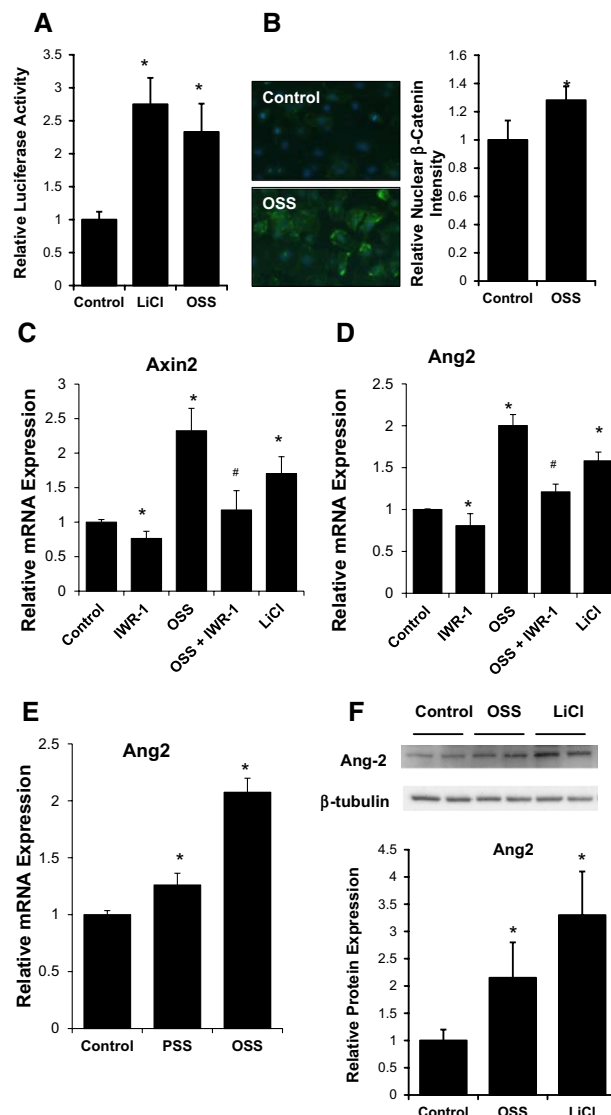 A
Relative Luciferase Activity
3.5
3
2.5
2
1.5
1
0.5
0
*
*
Control
LiCl
OSS
B
Control
OSS
Relative Nuclear β-Catenin
Intensity
1.6
1.4
1.2
1
0.8
0.6
0.4
0.2
0
*
Control
OSS
C
Axin2
Relative mRNA Expression
3
2.5
2
1.5
1
0.5
0
*
*
#
*
Control
IWR-1
OSS
OSS + IWR-1
LiCl
D
Ang2
Relative mRNA Expression
2.5
2
1.5
1
0.5
0
*
*
#
*
Control
IWR-1
OSS
OSS + IWR-1
LiCl
E
Ang2
Relative mRNA Expression
2.5
2
1.5
1
0.5
0
*
*
Control
PSS
OSS
F
Control
OSS
LiCl
Ang-2
β-tubulin
Ang2
Relative Protein Expression
4.5
4
3.5
3
2.5
2
1.5
1
0.5
0
*
*
Control
OSS
LiCl